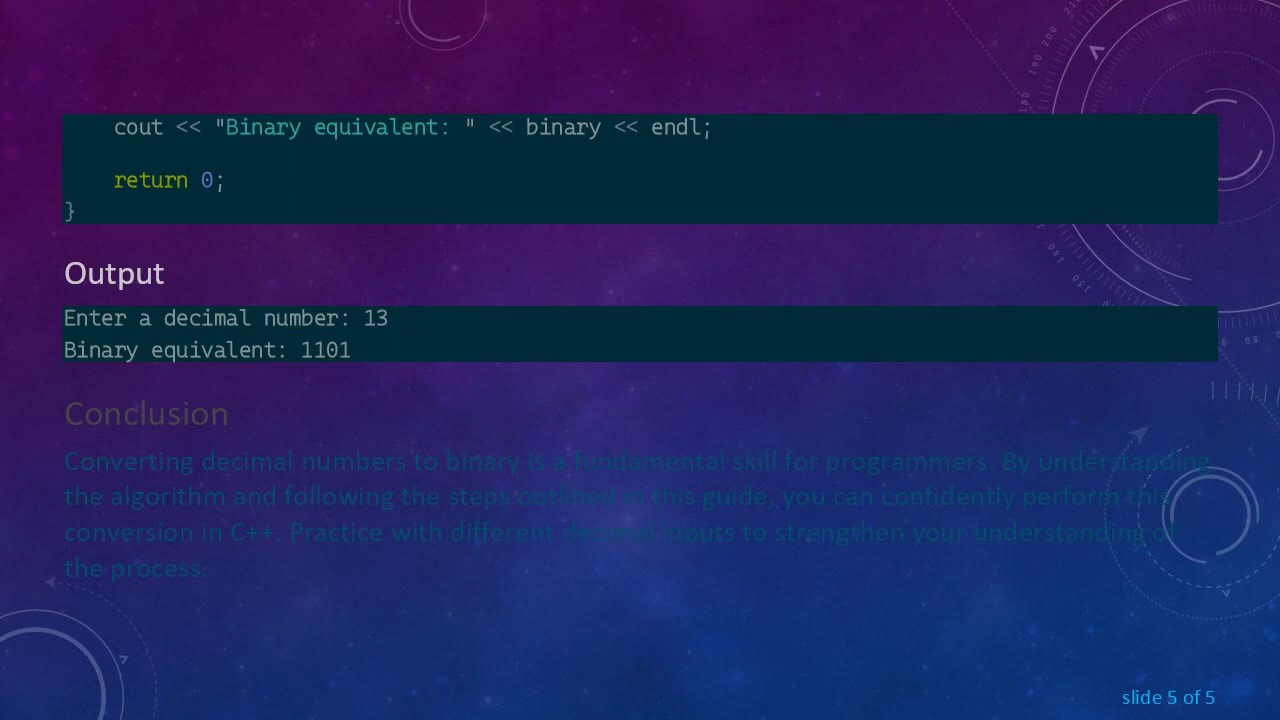 cout << "Binary equivalent: " << binary << endl;
return 0;
}
Output
Enter a decimal number: 13
Binary equivalent: 1101
Conclusion
Converting decimal numbers to binary is a fundamental skill for programmers. By understanding
the algorithm and following the steps outlined in this guide, you can confidently perform this
conversion in C++. Practice with different decimal inputs to strengthen your understanding of
the process.
slide 5 of 5